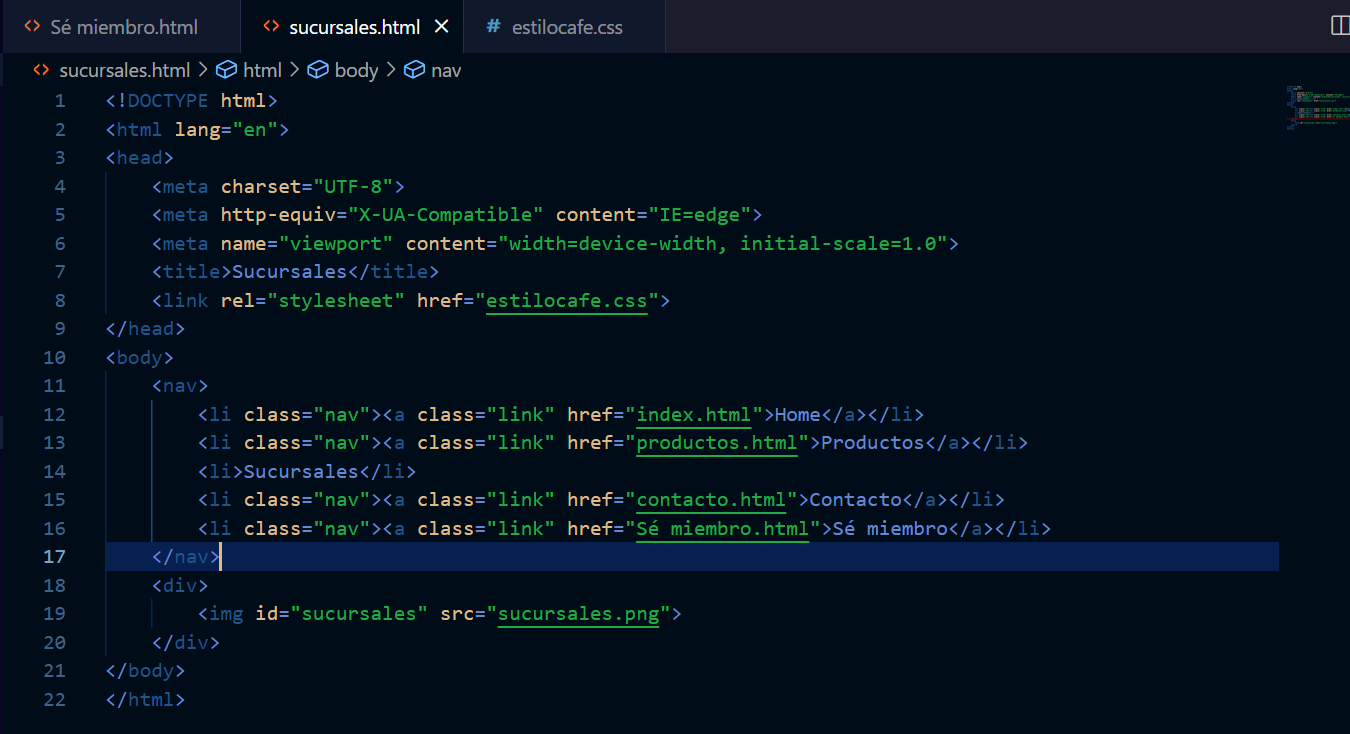 Sé miembro.html sucursales.html estilocafe.css
sucursales.html > html > body > nav
1 <!DOCTYPE html>
2 <html lang="en">
3 <head>
4     <meta charset="UTF-8">
5     <meta http-equiv="X-UA-Compatible" content="IE=edge">
6     <meta name="viewport" content="width=device-width, initial-scale=1.0">
7     <title>Sucursales</title>
8     <link rel="stylesheet" href="estilocafe.css">
9 </head>
10 <body>
11     <nav>
12         <li class="nav"><a class="link" href="index.html">Home</a></li>
13         <li class="nav"><a class="link" href="productos.html">Productos</a></li>
14         <li>Sucursales</li>
15         <li class="nav"><a class="link" href="contacto.html">Contacto</a></li>
16         <li class="nav"><a class="link" href="Sé miembro.html">Sé miembro</a></li>
17     </nav>
18     <div>
19         <img id="sucursales" src="sucursales.png">
20     </div>
21 </body>
22 </html>